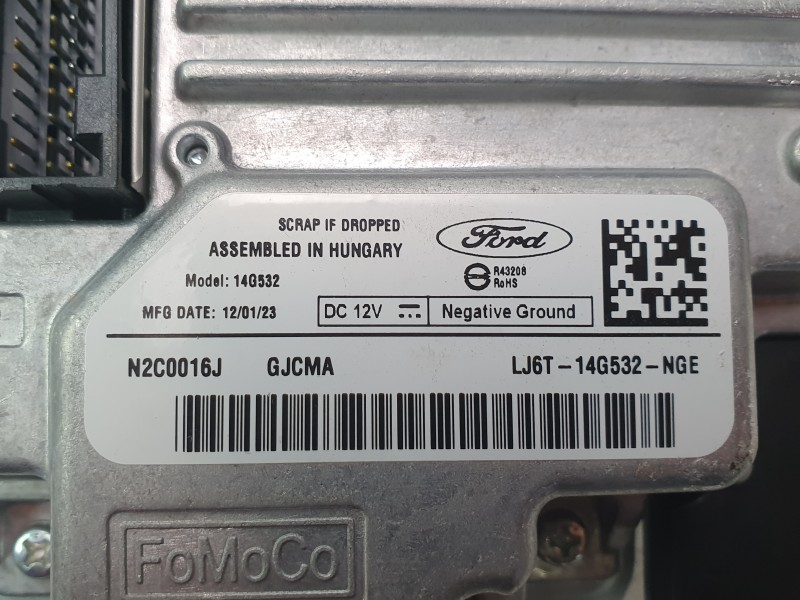 SCRAP IF DROPPED
ASSEMBLED IN HUNGARY
Ford
Model: 14G532
R43208
RoHS
MFG DATE: 12/01/23
DC 12V
Negative Ground
N2C0016J GJCMA LJ6T-14G532-NGE
FoMoCo